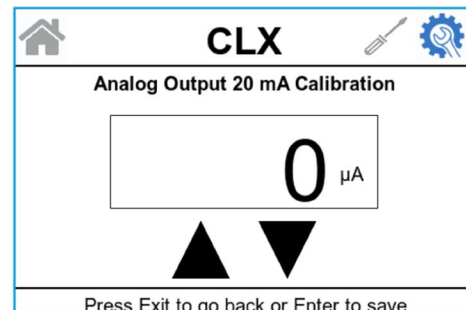 CLX
Analog Output 20 mA Calibration
0 µA
Press Exit to go back or Enter to save